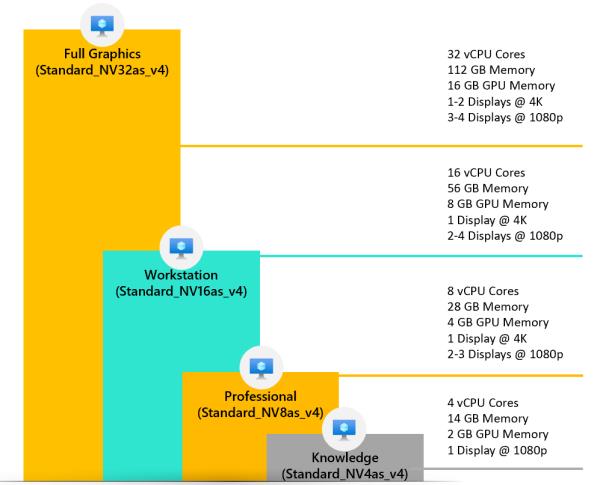 Full Graphics
(Standard_NV32as_v4)
32 vCPU Cores
112 GB Memory
16 GB GPU Memory
1-2 Displays @ 4K
3-4 Displays @ 1080p
16 vCPU Cores
56 GB Memory
8 GB GPU Memory
1 Display @ 4K
2-4 Displays @ 1080p
Workstation
(Standard_NV16as_v4)
8 vCPU Cores
28 GB Memory
4 GB GPU Memory
1 Display @ 4K
2-3 Displays @ 1080p
Professional
(Standard_NV8as_v4)
4 vCPU Cores
14 GB Memory
2 GB GPU Memory
1 Display @ 1080p
Knowledge
(Standard_NV4as_v4)